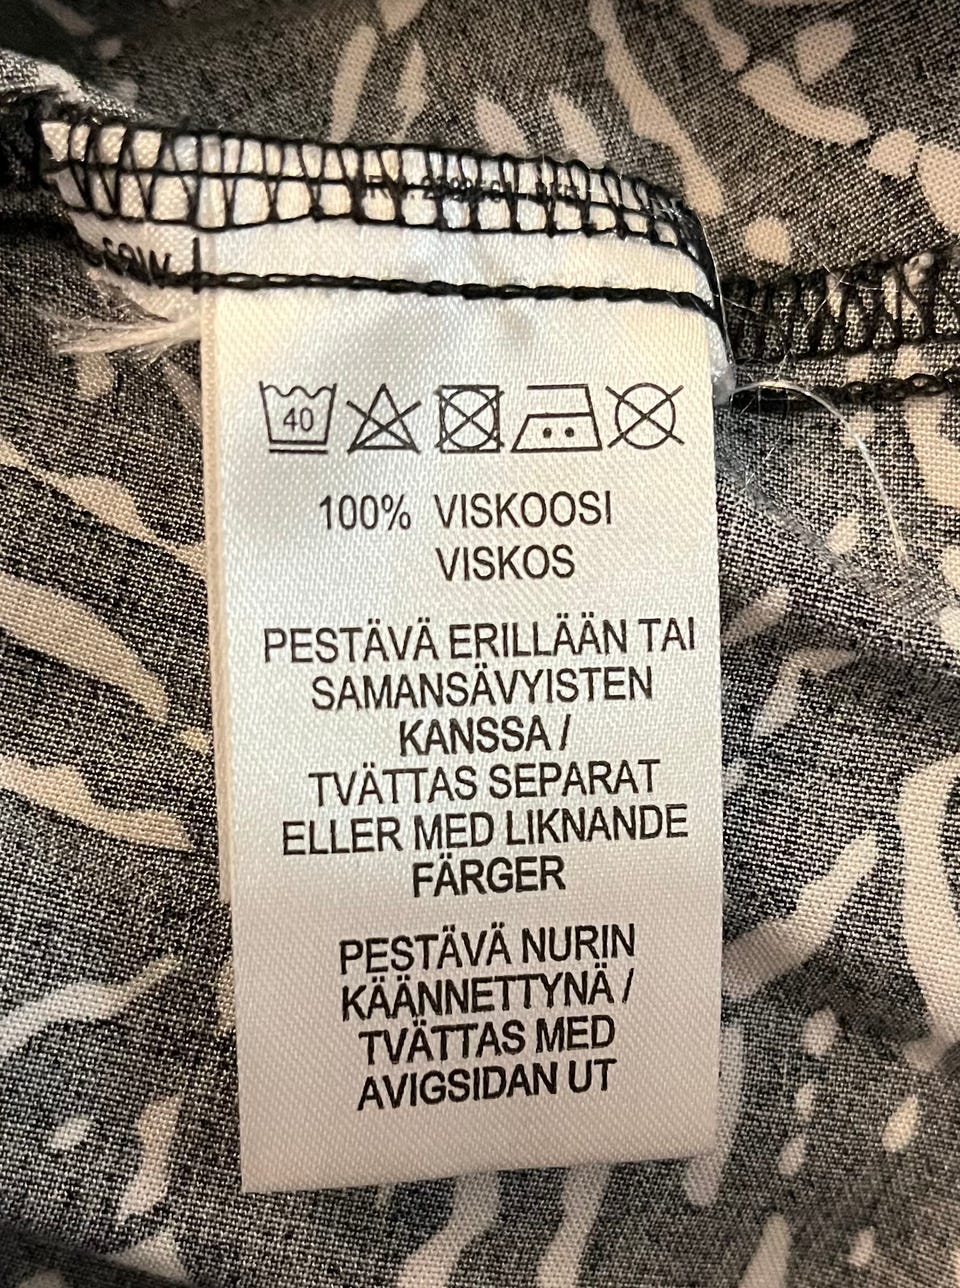 40
100% VISKOOSI
VISKOS
PESTÄVÄ ERILLÄÄN TAI
SAMANSÄVYISTEN
KANSSA /
TVÄTTAS SEPARAT
ELLER MED LIKNANDE
FÄRGER
PESTÄVÄ NURIN
KÄÄNNETTYNÄ /
TVÄTTAS MED
AVIGSIDAN UT